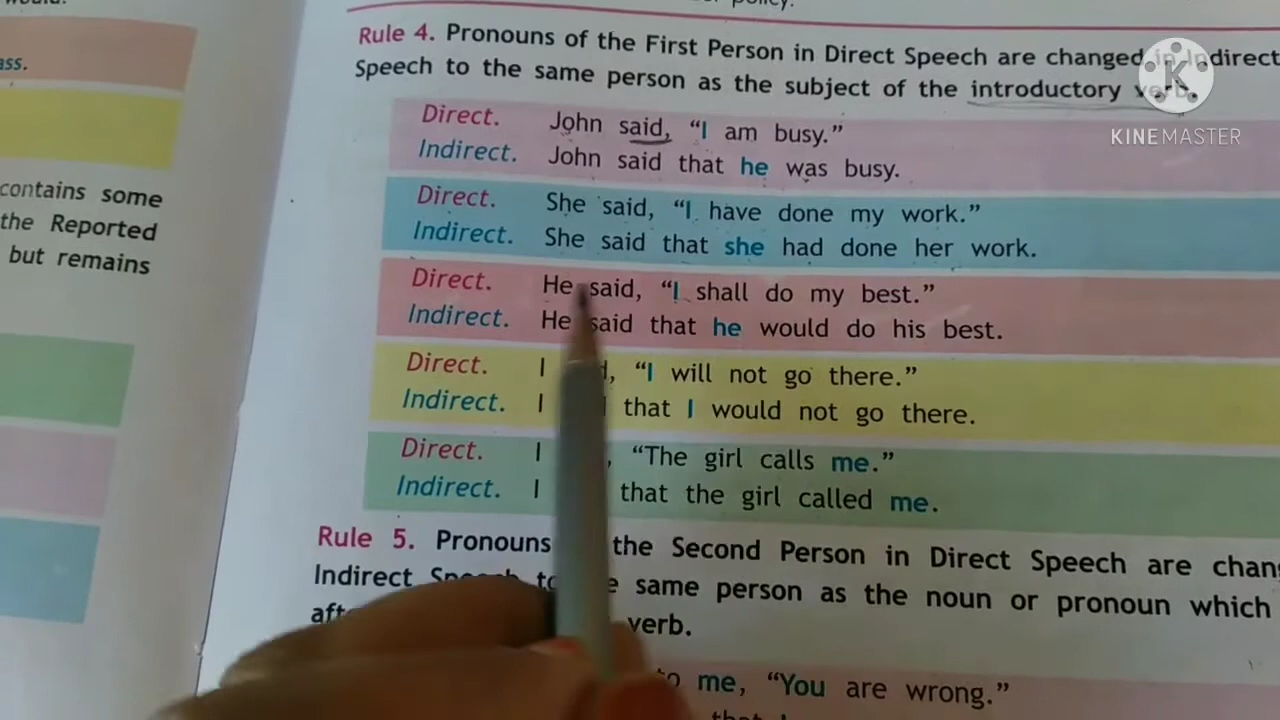 policy.
ass.
contains some
the Reported
but remains
Rule 4. Pronouns of the First Person in Direct Speech are changed in Indirect
Speech to the same person as the subject of the introductory verb.
Direct. John said, “I am busy.”
Indirect. John said that he was busy.
Direct. She said, “I have done my work.”
Indirect. She said that she had done her work.
Direct. He said, “I shall do my best.”
Indirect. He said that he would do his best.
Direct. I “I will not go there.”
Indirect. I that I would not go there.
Direct. I “The girl calls me.”
Indirect. I that the girl called me.
Rule 5. Pronouns the Second Person in Direct Speech are
Indirect Speech same person as the noun or pronoun which
verb.
me, “You are wrong.”
KINEMASTER